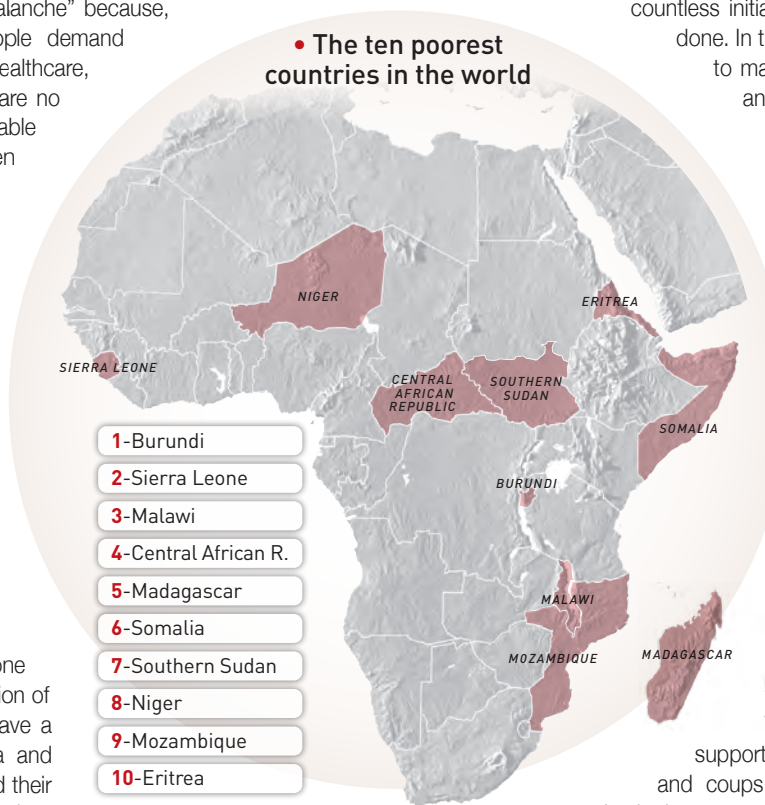 alanche” because,
ople demand
ealthcare,
are no
able
en
countless initia
done. In t
to ma
an
• The ten poorest
countries in the world
NIGER
ERITREA
SIERRA LEONE
CENTRAL
AFRICAN
REPUBLIC
SOUTHERN
SUDAN
SOMALIA
BURUNDI
MALAWI
MOZAMBIQUE
MADAGASCAR
1-Burundi
2-Sierra Leone
3-Malawi
4-Central African R.
5-Madagascar
6-Somalia
7-Southern Sudan
8-Niger
9-Mozambique
10-Eritrea
one
ion of
ave a
a and
d their
support
and coups